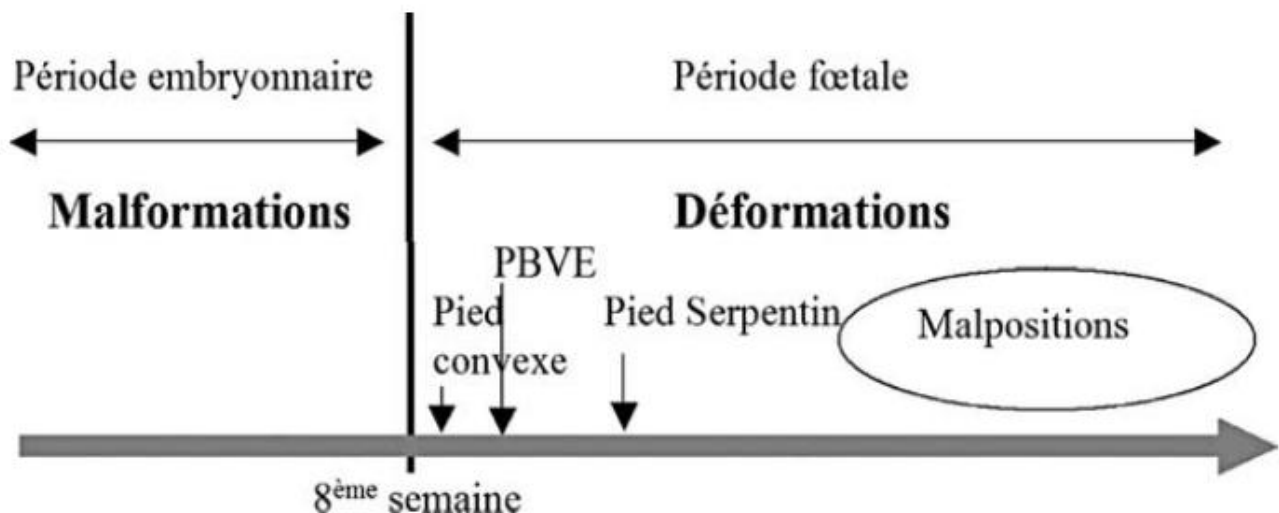 Période embryonnaire
Période fœtale
Malformations
Déformations
PBVE
Pied
convexe
Pied Serpentin
Malpositions
8ème semaine